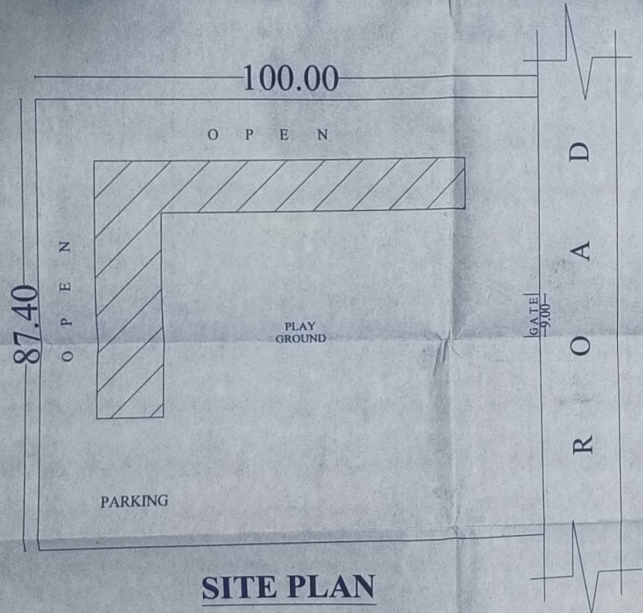 100.00
O P E N
O P E N
87.40
PLAY
GROUND
GATE
9.00
R O A D
PARKING
SITE PLAN